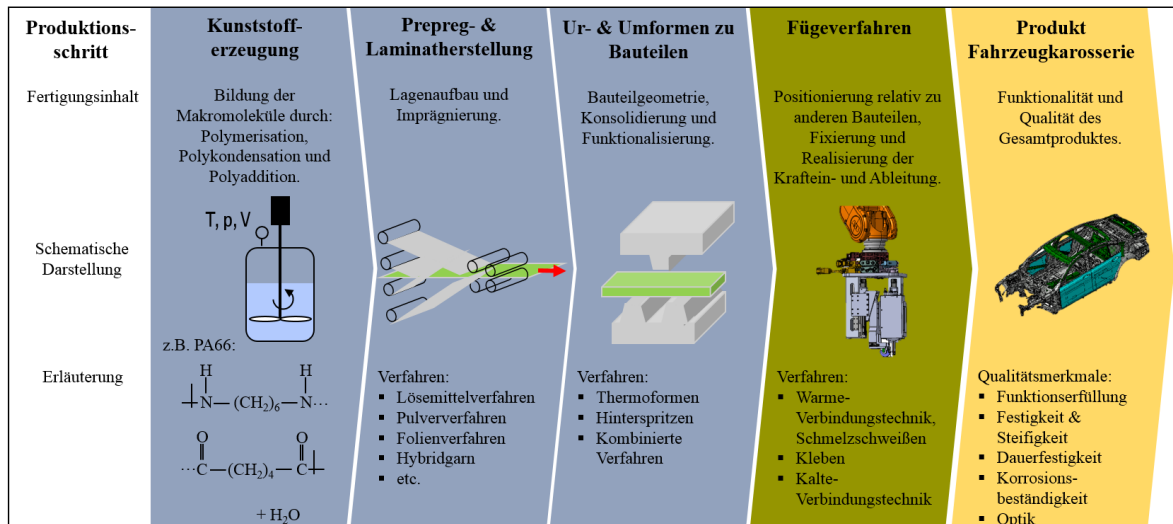 Produktions-
schritt
Kunststoff-
erzeugung
Prepreg- &
Laminatherstellung
Ur- & Umformen zu
Bauteilen
Fügeverfahren
Produkt
Fahrzeugkarosserie
Fertigungsinhalt
Bildung der
Makromoleküle durch:
Polymerisation,
Polykondensation und
Polyaddition.
Lagenaufbau und
Imprägnierung.
Bauteilgeometrie,
Konsolidierung und
Funktionalisierung.
Positionierung relativ zu
anderen Bauteilen,
Fixierung und
Realisierung der
Kraftein- und Ableitung.
Funktionalität und
Qualität des
Gesamtproduktes.
Schematische
Darstellung
T, p, V
Erläuterung
z.B. PA66:
H H
N–(CH₂)₆–N···
O O
···C–(CH₂)₄–C
+ H₂O
Verfahren:
▪ Lösemittelverfahren
▪ Pulververfahren
▪ Folienverfahren
▪ Hybridgarn
▪ etc.
Verfahren:
▪ Thermoformen
▪ Hinterspritzen
▪ Kombinierte
Verfahren
Verfahren:
▪ Warme-
Verbindungstechnik,
Schmelzschweißen
▪ Kleben
▪ Kalte-
Verbindungstechnik
Qualitätsmerkmale:
▪ Funktionserfüllung
▪ Festigkeit &
Steifigkeit
▪ Dauerfestigkeit
▪ Korrosions-
beständigkeit
▪ Optik